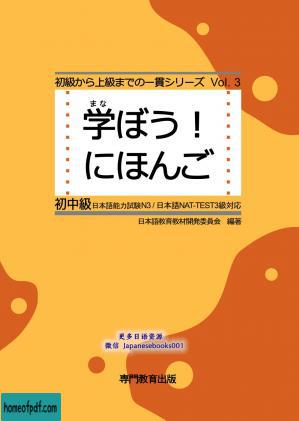 初級から上級までの一貫シリーズ Vol. 3
まな
学ぼう！
にほんご
初中級 日本語能力試験N3 / 日本語NAT-TEST3級対応
日本語教育教材開発委員会 編著
更多日语资源
微信 Japanesebooks001
専門教育出版
homeofpdf.com